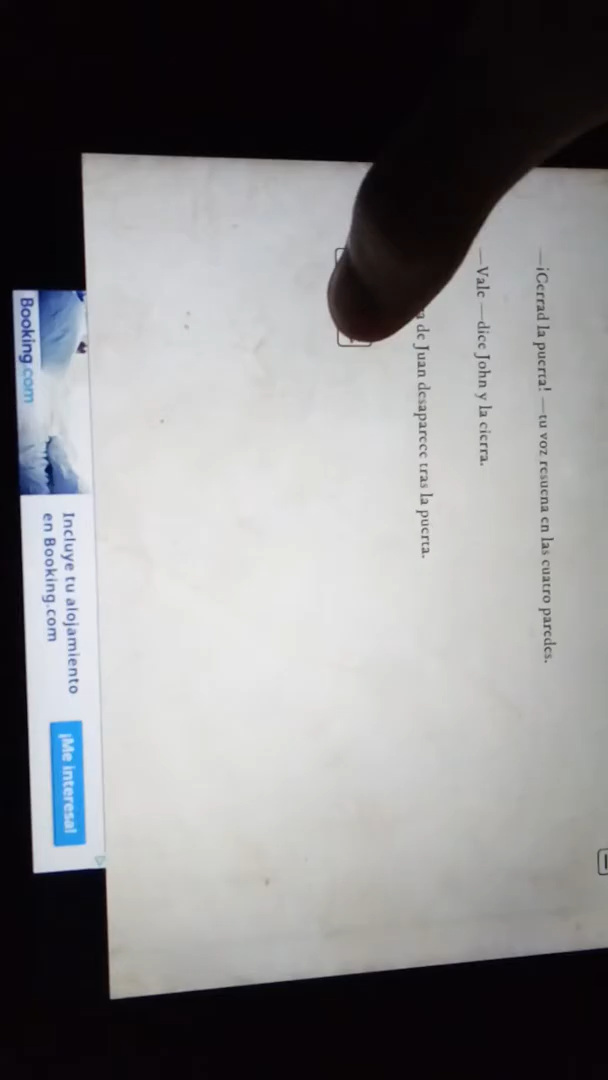 —¡Cerrad la puerta! —tu voz resuena en las cuatro paredes.
—Vale —dice John y la cierra.
de Juan desaparece tras la puerta.
Booking.com
Incluye tu alojamiento
en Booking.com
¡Me interesa!